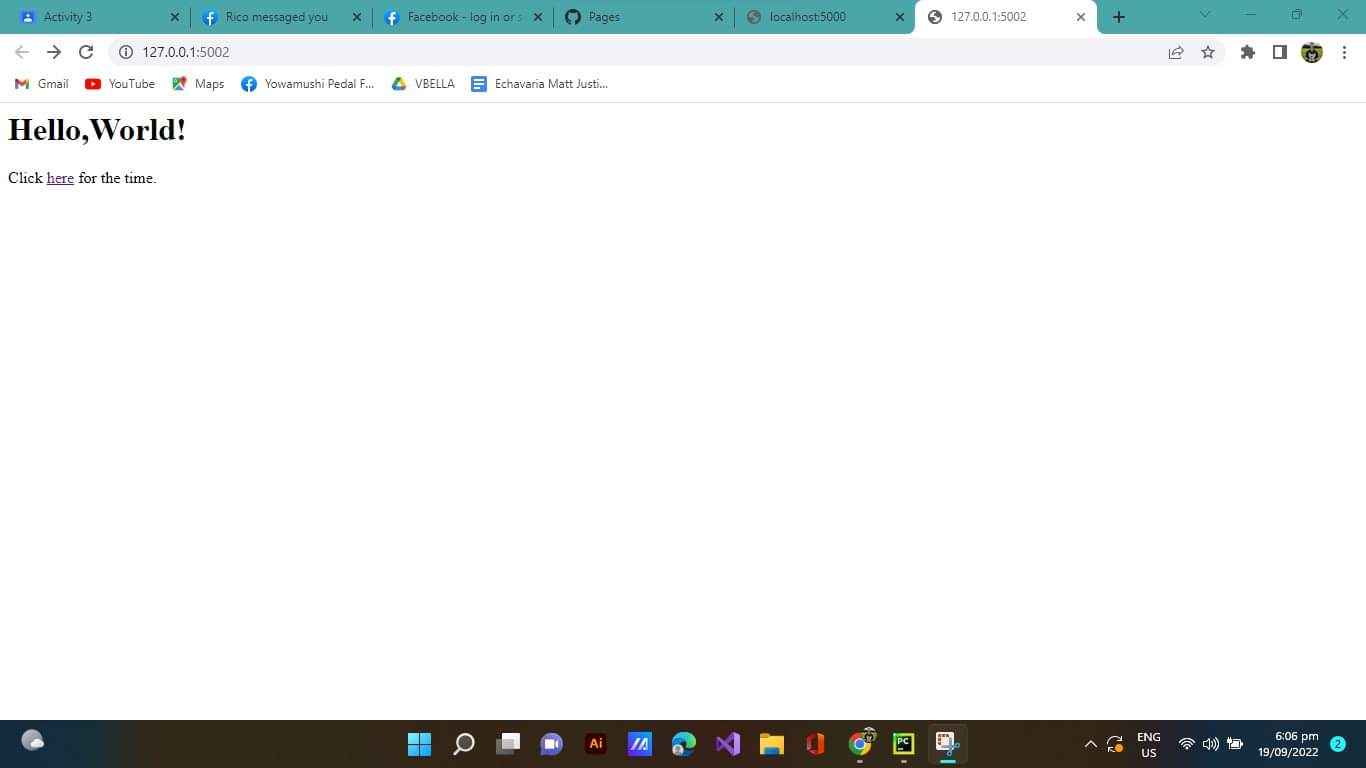 Activity 3
Rico messaged you
Facebook - log in or s
Pages
localhost:5000
127.0.0.1:5002
127.0.0.1:5002
Gmail
YouTube
Maps
Yowamushi Pedal F...
VBELLA
Echavaria Matt Justi...
Hello,World!
Click here for the time.
Ai
PC
ENG
US
6:06 pm
19/09/2022
2